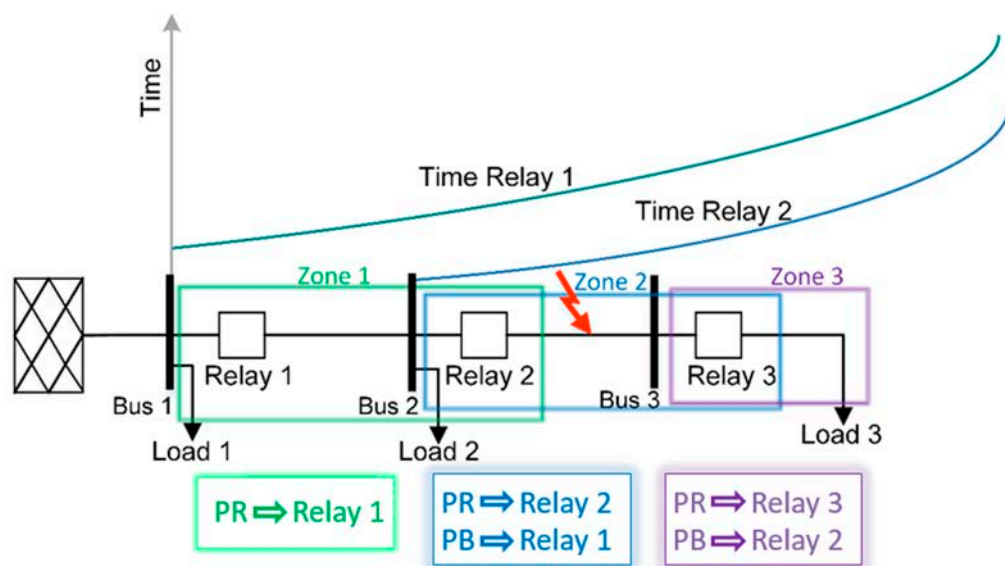 Time
Time Relay 1
Time Relay 2
Zone 1
Zone 2
Zone 3
Relay 1
Relay 2
Relay 3
Bus 1
Bus 2
Bus 3
Load 1
Load 2
Load 3
PR ⇒ Relay 1
PR ⇒ Relay 2
PB ⇒ Relay 1
PR ⇒ Relay 3
PB ⇒ Relay 2